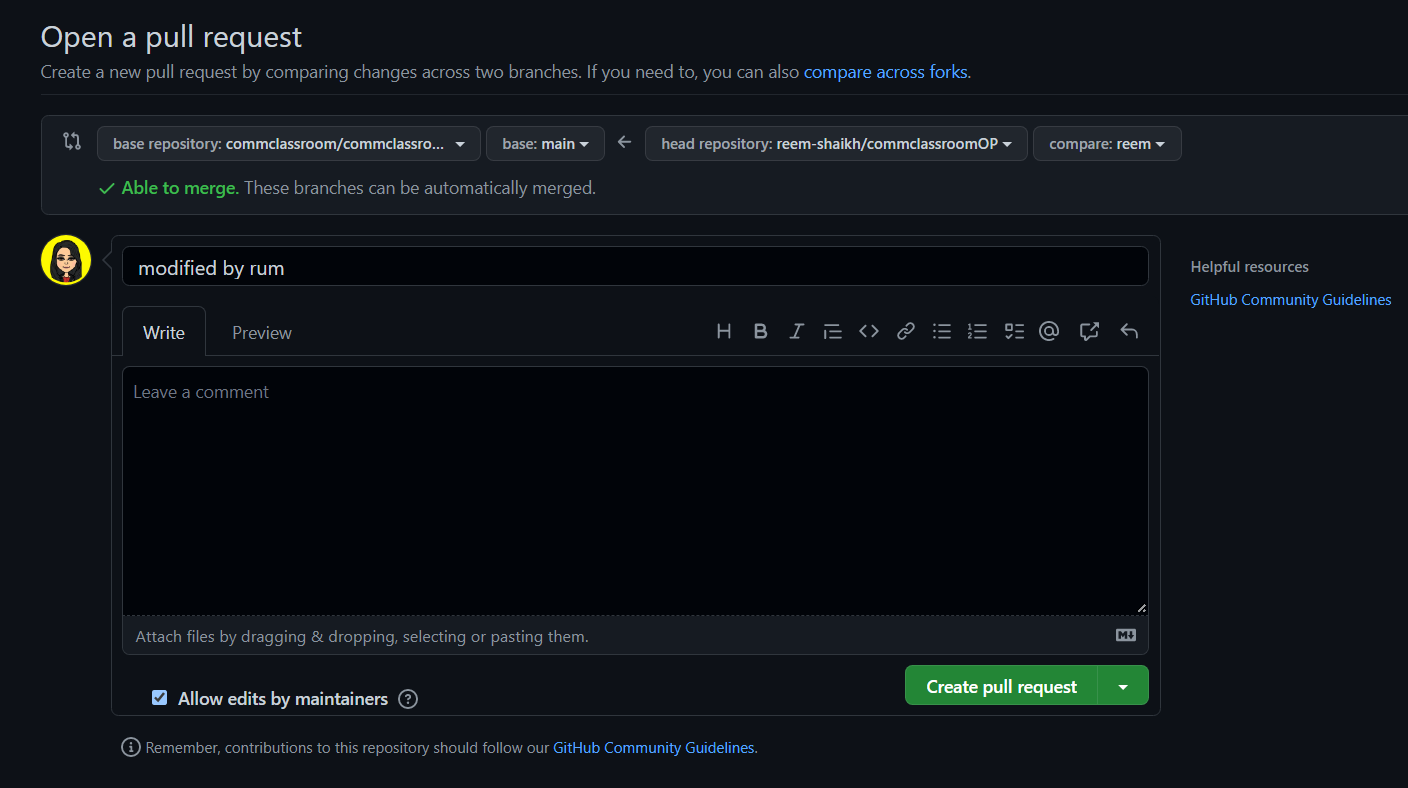 Open a pull request
Create a new pull request by comparing changes across two branches. If you need to, you can also compare across forks.
base repository: commclassroom/commclassro... base: main head repository: reem-shaikh/commclassroomOP compare: reem
Able to merge. These branches can be automatically merged.
modified by rum
Helpful resources
GitHub Community Guidelines
Write Preview
Leave a comment
Attach files by dragging & dropping, selecting or pasting them.
Allow edits by maintainers
Create pull request
Remember, contributions to this repository should follow our GitHub Community Guidelines.